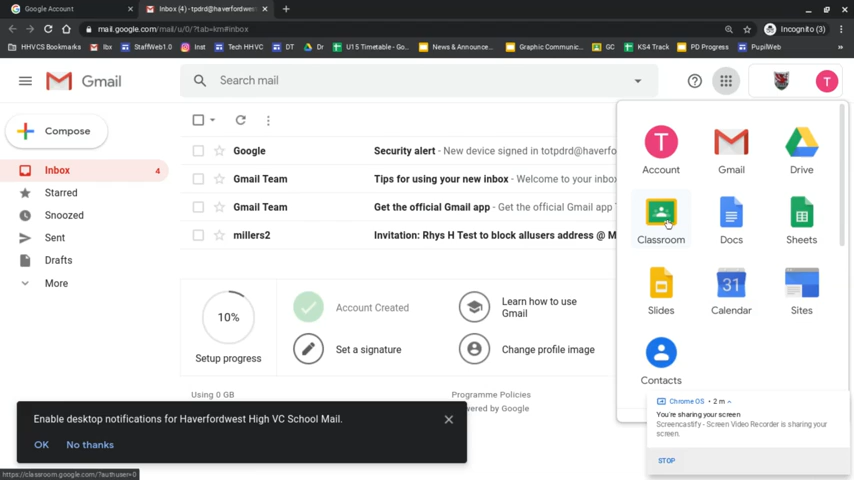 Google Account
Inbox (4) - tpdrd@haverfordwest
mail.google.com/mail/u/0/?tab=km#inbox
Incognito (3)
HHVCS Bookmarks
Ibx
StaffWeb1.0
Inst
Tech HHVC
DT
Dr
U15 Timetable - Go...
News & Announce...
Graphic Communic...
GC
KS4 Track
PD Progress
PupilWeb
Gmail
Search mail
T
Compose
Inbox 4
Starred
Snoozed
Sent
Drafts
More
Google Security alert - New device signed in totpdrd@haverfo
Gmail Team Tips for using your new inbox - Welcome to your inbo
Gmail Team Get the official Gmail app - Get the official Gmail app
millers2 Invitation: Rhys H Test to block allusers address @ M
10%
Setup progress
Account Created
Set a signature
Learn how to use
Gmail
Change profile image
Using 0 GB
Programme Policies
owered by Google
T
Account
Gmail
Drive
Classroom
Docs
Sheets
Slides
31
Calendar
Sites
Contacts
Enable desktop notifications for Haverfordwest High VC School Mail.
OK
No thanks
Chrome OS • 2 m
You're sharing your screen
Screencastify - Screen Video Recorder is sharing your
screen.
STOP
https://classroom.google.com/?authuser=0